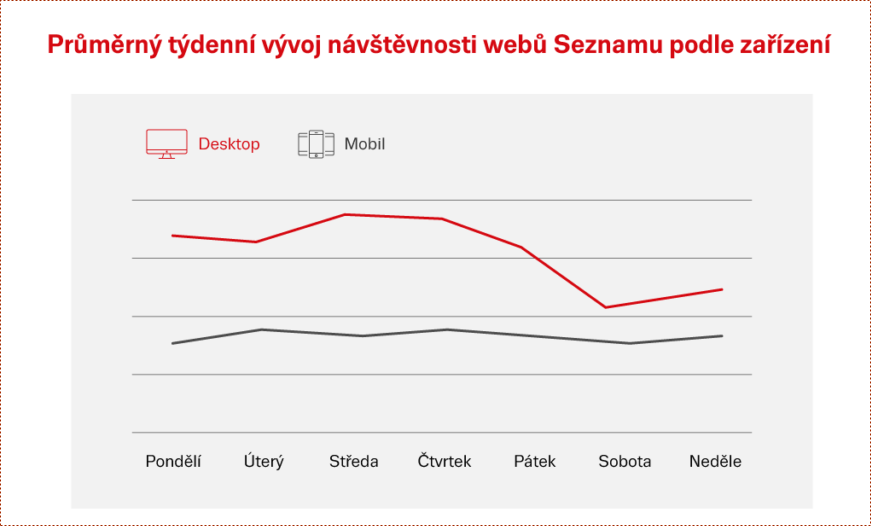 Průměrný týdenní vývoj návštěvnosti webů Seznamu podle zařízení
Desktop Mobil
Pondělí Úterý Středa Čtvrtek Pátek Sobota Neděle